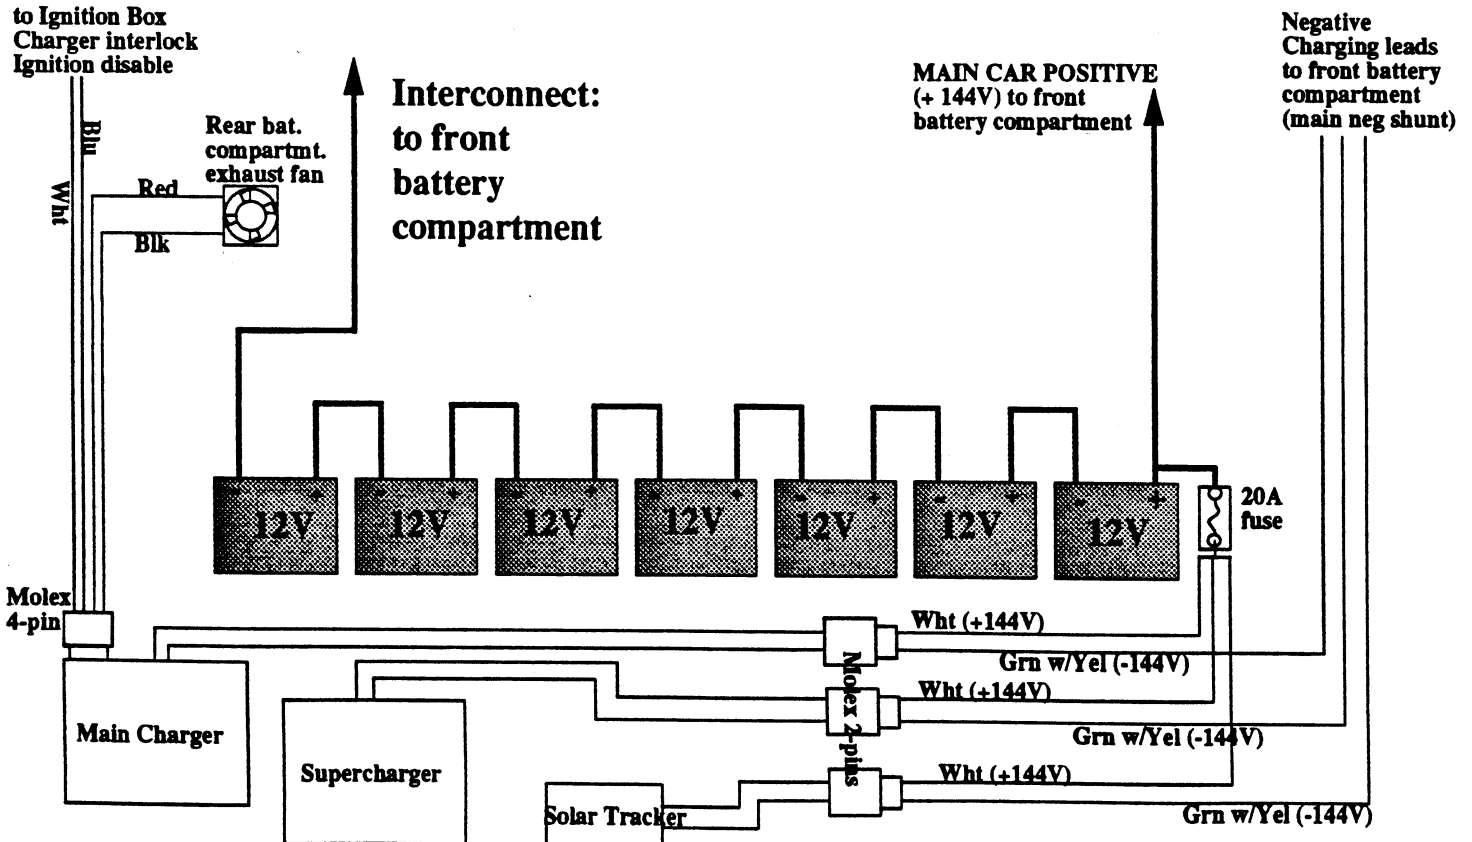 to Ignition Box
Charger interlock
Ignition disable
Blu
Wht
Rear bat.
compartmt.
exhaust fan
Red
Blk
Interconnect:
to front
battery
compartment
MAIN CAR POSITIVE
(+ 144V) to front
battery compartment
Negative
Charging leads
to front battery
compartment
(main neg shunt)
- + - + - + - + - + - + - +
12V 12V 12V 12V 12V 12V 12V
20A
fuse
Molex
4-pin
Wht (+144V)
Grn w/Yel (-144V)
Molex 2-pins
Wht (+144V)
Grn w/Yel (-144V)
Wht (+144V)
Grn w/Yel (-144V)
Main Charger
Supercharger
Solar Tracker